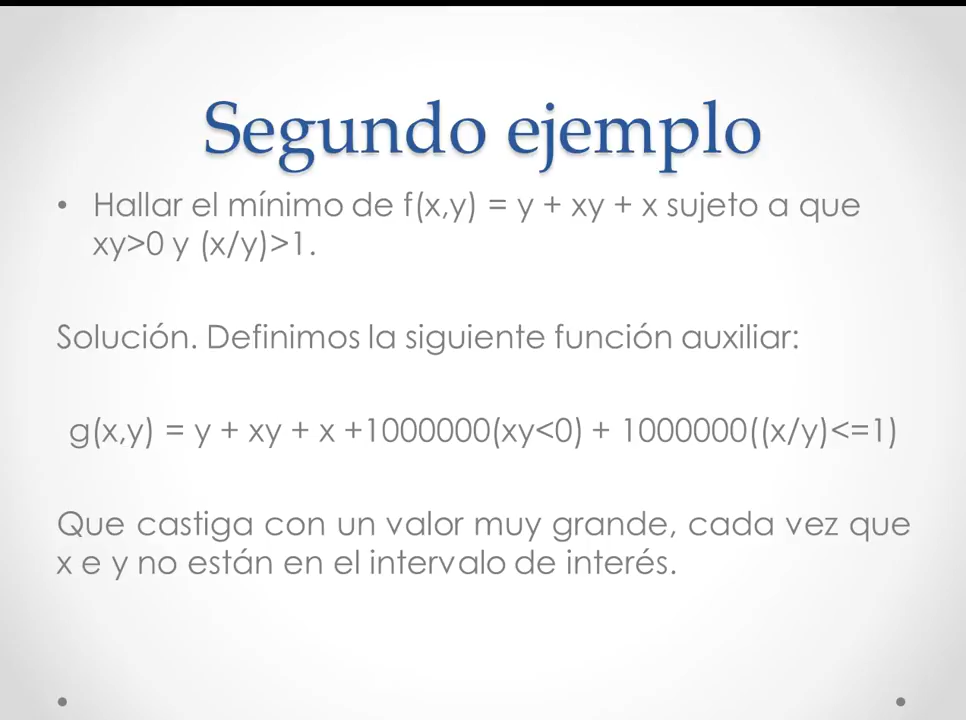 Segundo ejemplo
• Hallar el mínimo de f(x,y) = y + xy + x sujeto a que
xy>0 y (x/y)>1.
Solución. Definimos la siguiente función auxiliar:
g(x,y) = y + xy + x +1000000(xy<0) + 1000000((x/y)<=1)
Que castiga con un valor muy grande, cada vez que
x e y no están en el intervalo de interés.